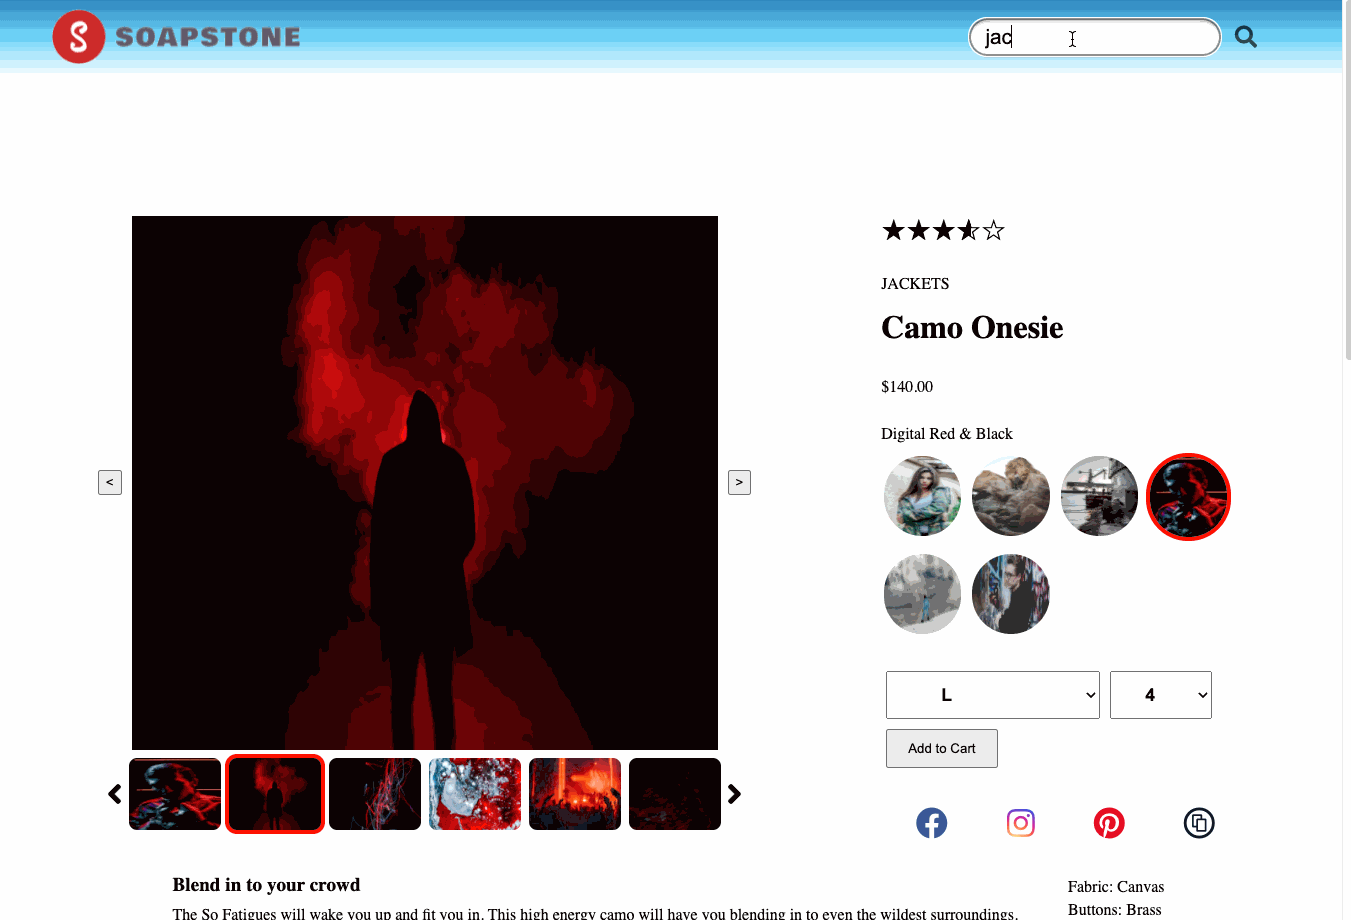 S SOAPSTONE
jac
JACKETS
Camo Onesie
$140.00
Digital Red & Black
<
>
L
4
Add to Cart
Blend in to your crowd
The So Fatigues will wake you up and fit you in. This high energy camo will have you blending in to even the wildest surroundings.
Fabric: Canvas
Buttons: Brass